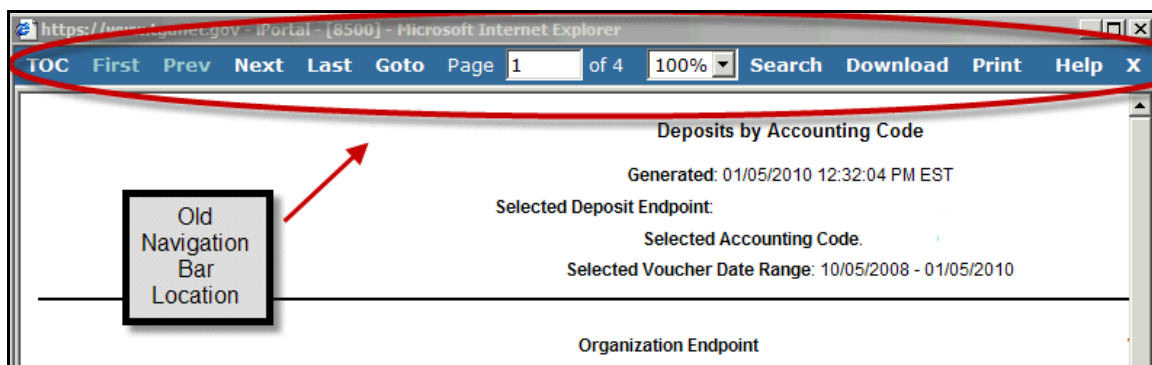 https://www.tganet.gov - iPortal - [8500] - Microsoft Internet Explorer
TOC First Prev Next Last Goto Page 1 of 4 100% Search Download Print Help X
Deposits by Accounting Code
Generated: 01/05/2010 12:32:04 PM EST
Selected Deposit Endpoint:
Selected Accounting Code.
Selected Voucher Date Range: 10/05/2008 - 01/05/2010
Old
Navigation
Bar
Location
Organization Endpoint